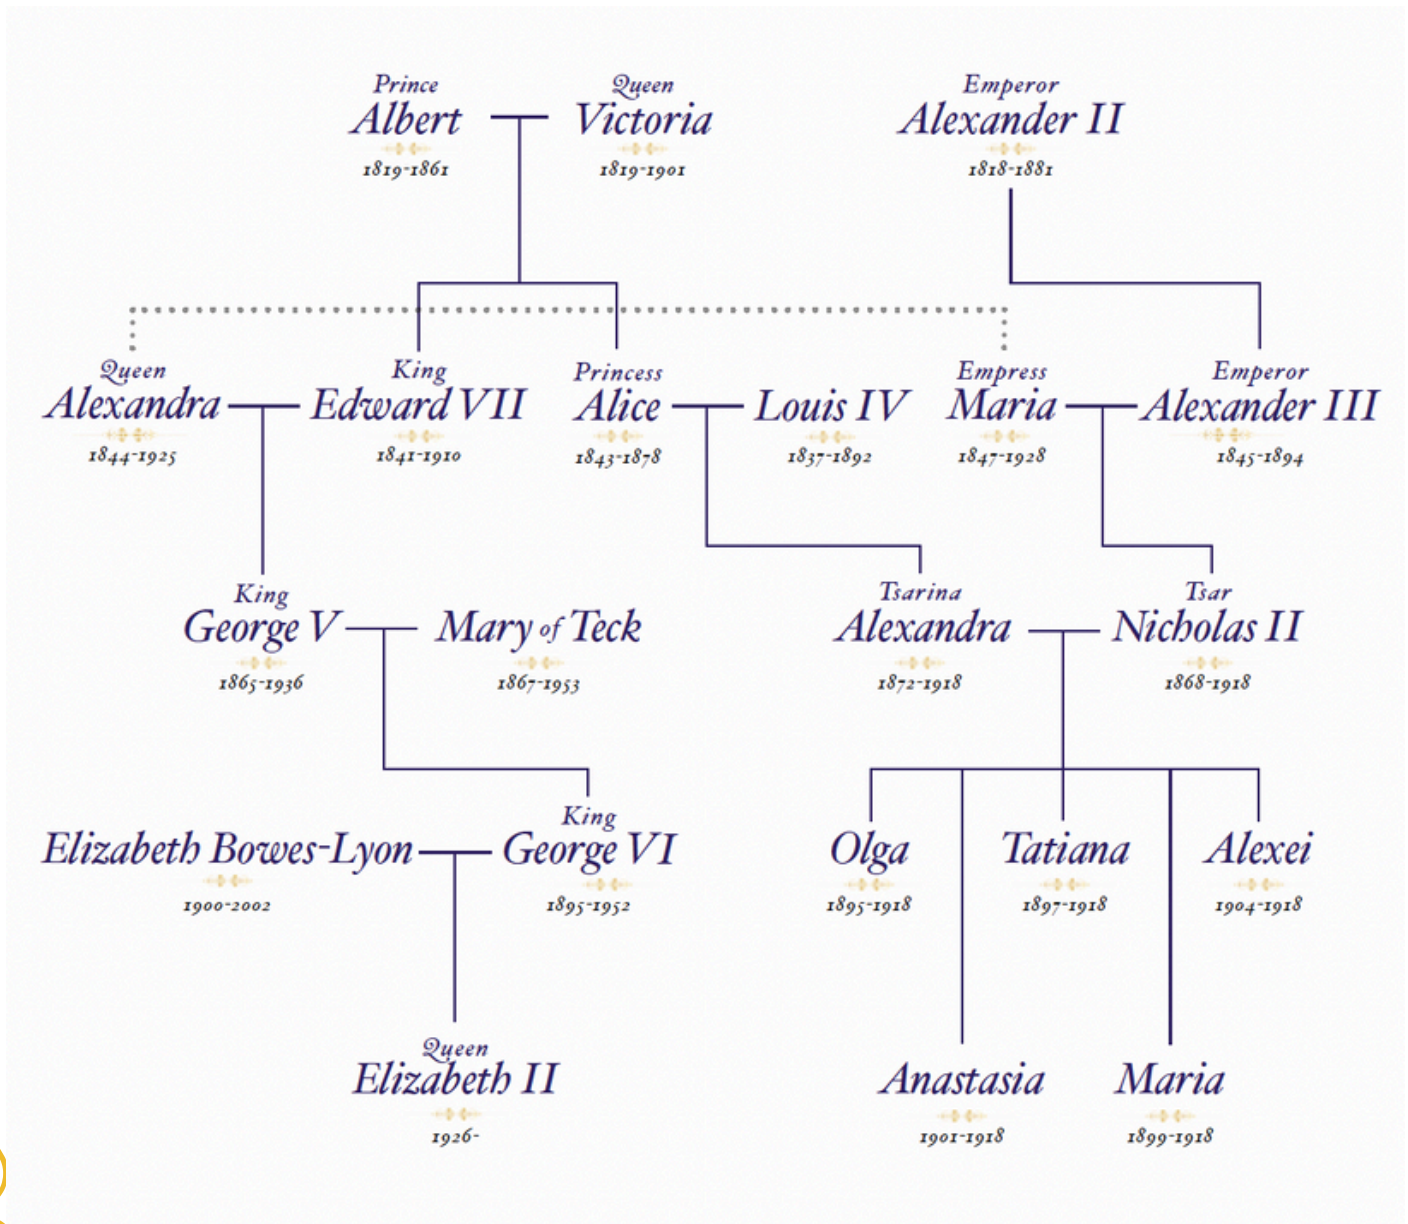 Prince
Albert
1819-1861
Queen
Victoria
1819-1901
Emperor
Alexander II
1818-1881
Queen
Alexandra
1844-1925
King
Edward VII
1841-1910
Princess
Alice
1843-1878
Louis IV
1837-1892
Empress
Maria
1847-1928
Emperor
Alexander III
1845-1894
King
George V
1865-1936
Mary of Teck
1867-1953
Tsarina
Alexandra
1872-1918
Tsar
Nicholas II
1868-1918
Elizabeth Bowes-Lyon
1900-2002
King
George VI
1895-1952
Olga
1895-1918
Tatiana
1897-1918
Alexei
1904-1918
Queen
Elizabeth II
1926-
Anastasia
1901-1918
Maria
1899-1918